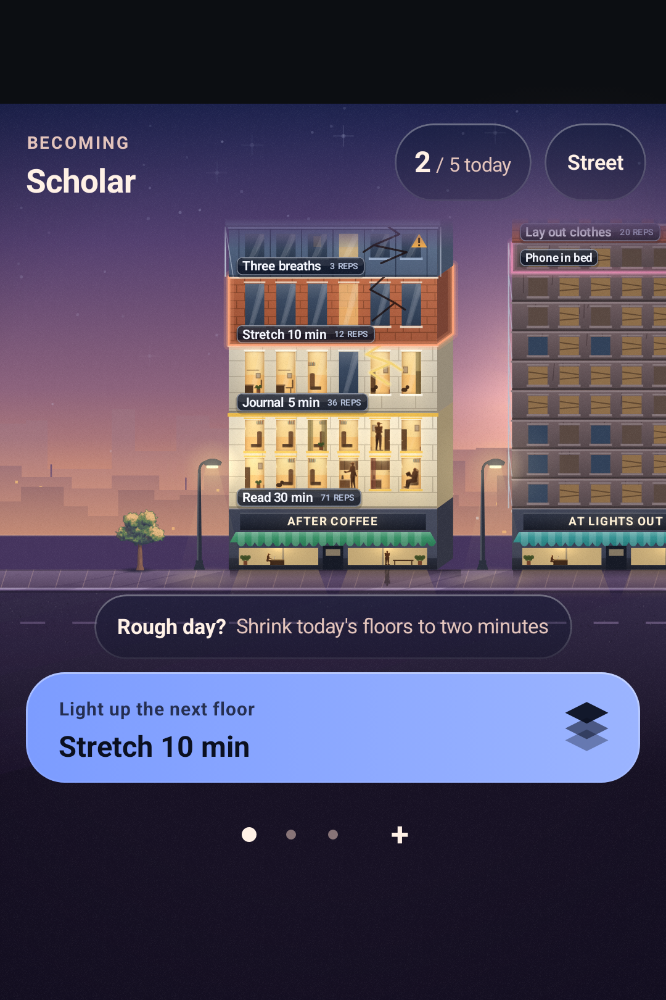 BECOMING
Scholar
2 / 5 today
Street
Lay out clothes 20 REPS
Three breaths 3 REPS
Phone in bed
Stretch 10 min 12 REPS
Journal 5 min 36 REPS
Read 30 min 71 REPS
AFTER COFFEE
AT LIGHTS OUT
Rough day? Shrink today's floors to two minutes
Light up the next floor
Stretch 10 min